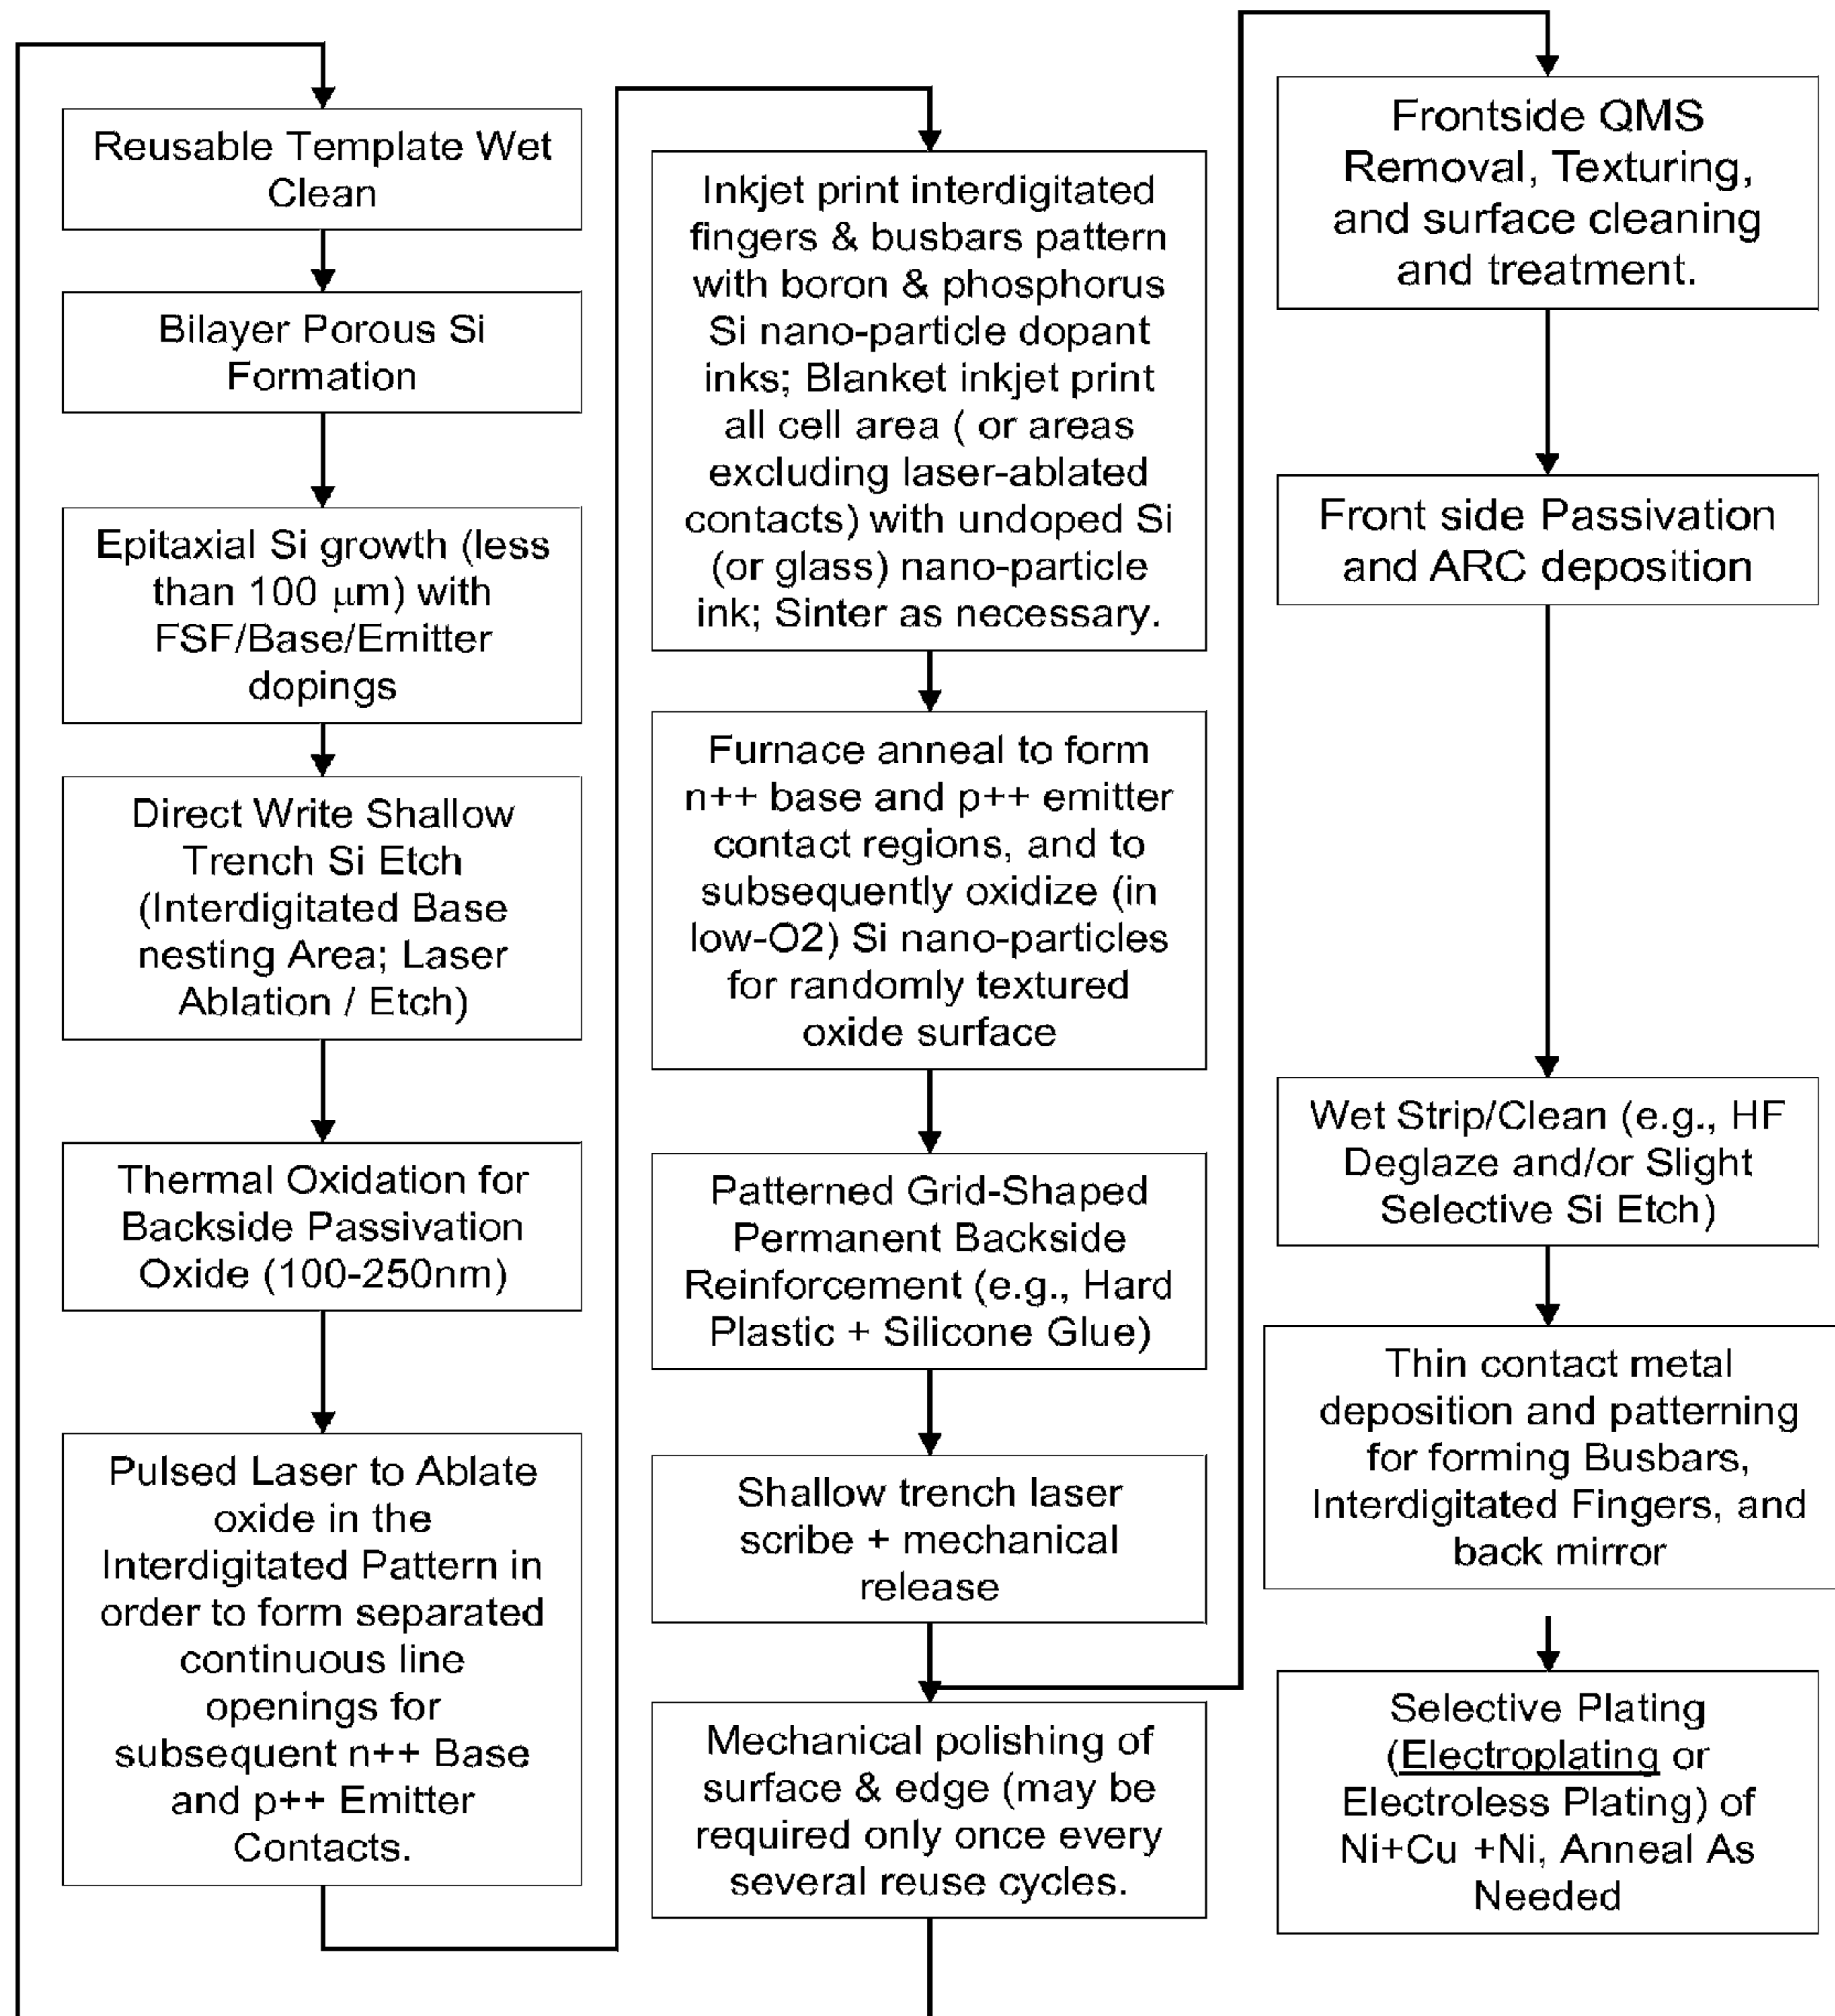 Reusable Template Wet
Clean
Bilayer Porous Si
Formation
Epitaxial Si growth (less
than 100 μm) with
FSF/Base/Emitter
dopings
Direct Write Shallow
Trench Si Etch
(Interdigitated Base
nesting Area; Laser
Ablation / Etch)
Thermal Oxidation for
Backside Passivation
Oxide (100-250nm)
Pulsed Laser to Ablate
oxide in the
Interdigitated Pattern in
order to form separated
continuous line
openings for
subsequent n++ Base
and p++ Emitter
Contacts.
Inkjet print interdigitated
fingers & busbars pattern
with boron & phosphorus
Si nano-particle dopant
inks; Blanket inkjet print
all cell area ( or areas
excluding laser-ablated
contacts) with undoped Si
(or glass) nano-particle
ink; Sinter as necessary.
Furnace anneal to form
n++ base and p++ emitter
contact regions, and to
subsequently oxidize (in
low-O2) Si nano-particles
for randomly textured
oxide surface
Patterned Grid-Shaped
Permanent Backside
Reinforcement (e.g., Hard
Plastic + Silicone Glue)
Shallow trench laser
scribe + mechanical
release
Mechanical polishing of
surface & edge (may be
required only once every
several reuse cycles.
Frontside QMS
Removal, Texturing,
and surface cleaning
and treatment.
Front side Passivation
and ARC deposition
Wet Strip/Clean (e.g., HF
Deglaze and/or Slight
Selective Si Etch)
Thin contact metal
deposition and patterning
for forming Busbars,
Interdigitated Fingers, and
back mirror
Selective Plating
(Electroplating or
Electroless Plating) of
Ni+Cu +Ni, Anneal As
Needed